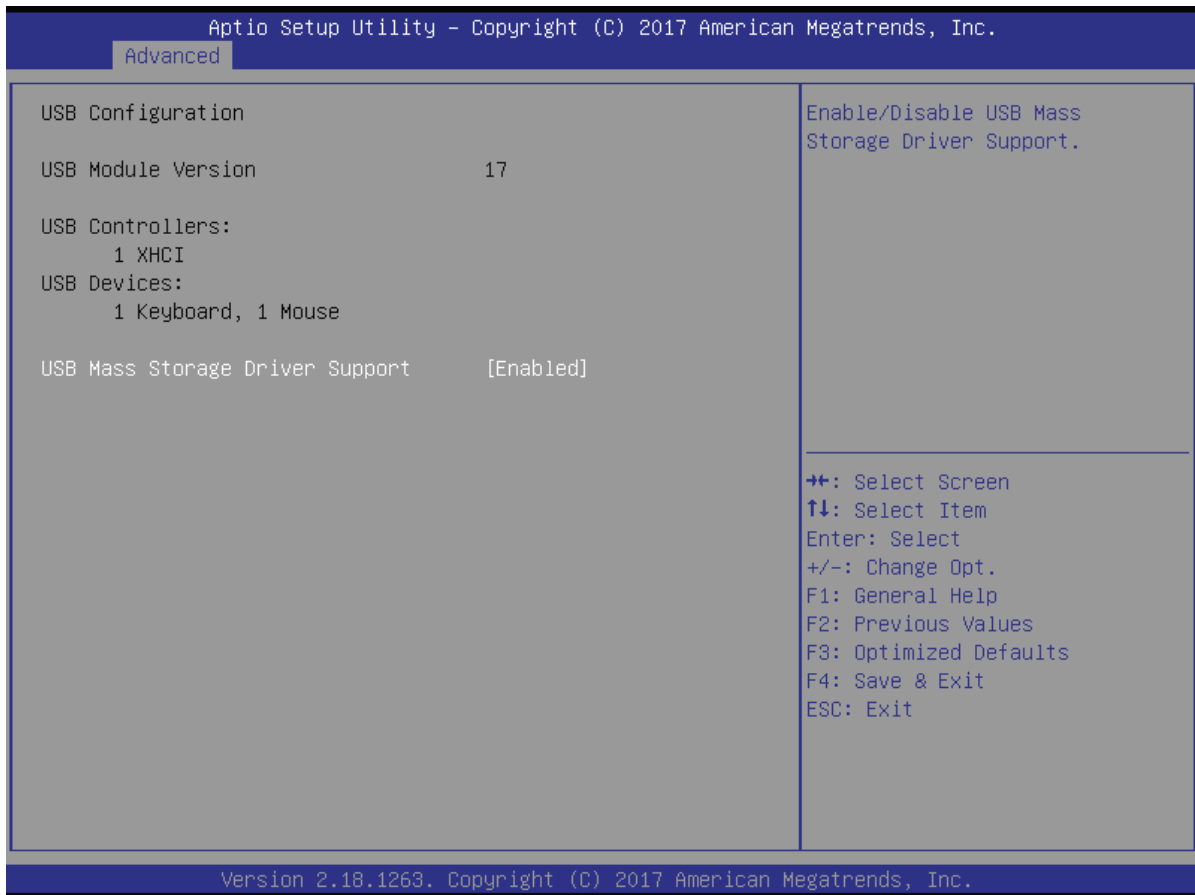 Aptio Setup Utility – Copyright (C) 2017 American Megatrends, Inc.
Advanced
USB Configuration
USB Module Version 17
USB Controllers:
1 XHCI
USB Devices:
1 Keyboard, 1 Mouse
USB Mass Storage Driver Support [Enabled]
Enable/Disable USB Mass
Storage Driver Support.
→←: Select Screen
↑↓: Select Item
Enter: Select
+/-: Change Opt.
F1: General Help
F2: Previous Values
F3: Optimized Defaults
F4: Save & Exit
ESC: Exit
Version 2.18.1263. Copyright (C) 2017 American Megatrends, Inc.